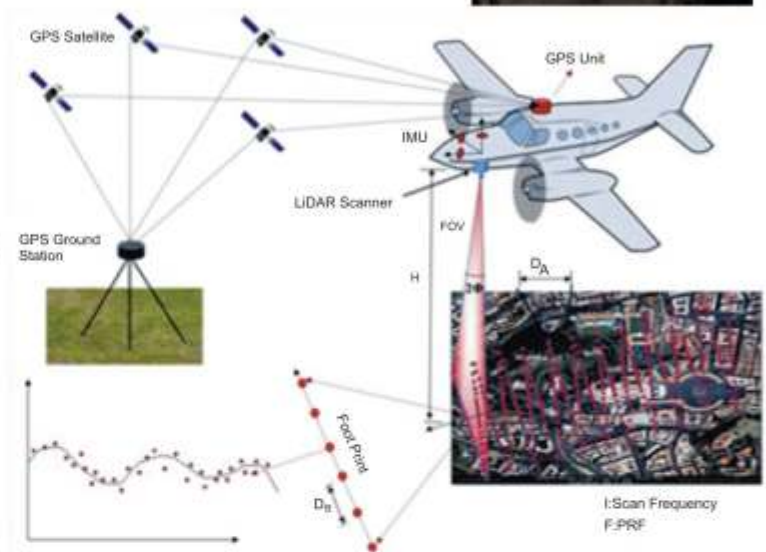 GPS Satellite
GPS Unit
IMU
LiDAR Scanner
FOV
GPS Ground
Station
H
DA
Foot Print
DB
I:Scan Frequency
F:PRF